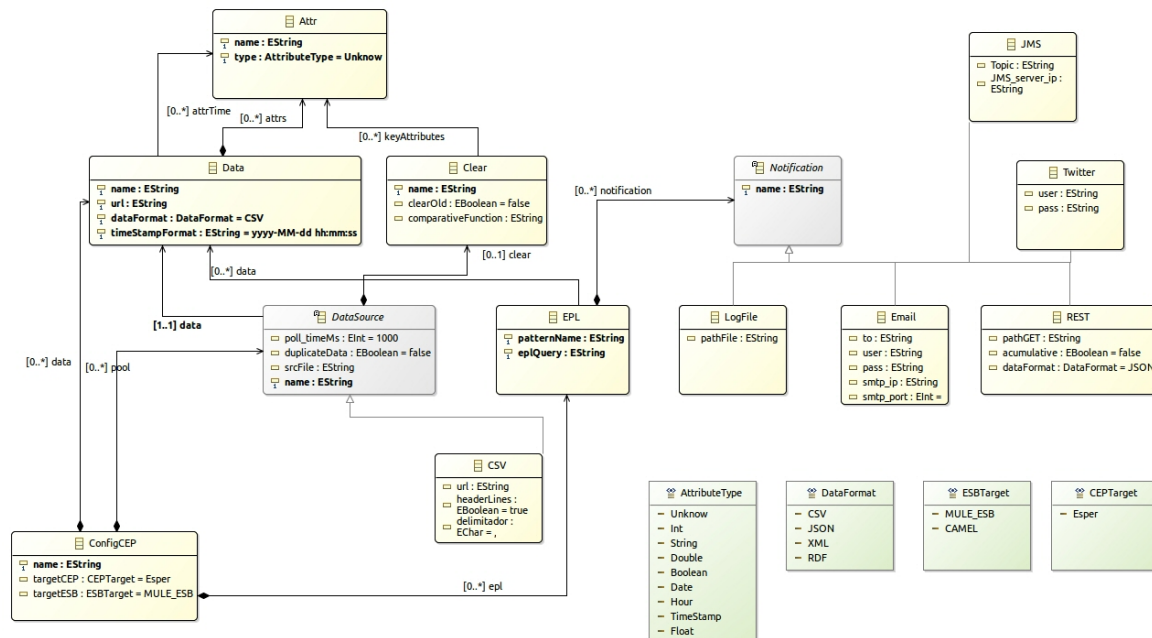 Attr
name : EString
type : AttributeType = Unknow
JMS
Topic : EString
JMS_server_ip :
EString
[0..*] attrTime
[0..*] attrs
[0..*] keyAttributes
Data
name : EString
url : EString
dataFormat : DataFormat = CSV
timeStampFormat : EString = yyyy-MM-dd hh:mm:ss
Clear
name : EString
clearOld : EBoolean = false
comparativeFunction : EString
[0..*] notification
Notification
name : EString
Twitter
user : EString
pass : EString
[0..1] clear
[0..*] data
[1..1] data
DataSource
poll_timeMs : EInt = 1000
duplicateData : EBoolean = false
srcFile : EString
name : EString
EPL
patternName : EString
eplQuery : EString
LogFile
pathFile : EString
Email
to : EString
user : EString
pass : EString
smtp_ip : EString
smtp_port : EInt =
REST
pathGET : EString
acumulative : EBoolean = false
dataFormat : DataFormat = JSON
[0..*] data
[0..*] pool
CSV
url : EString
headerLines :
EBoolean = true
delimitador :
EChar = ,
ConfigCEP
name : EString
targetCEP : CEPTarget = Esper
targetESB : ESBTarget = MULE_ESB
[0..*] epl
AttributeType
Unknow
Int
String
Double
Boolean
Date
Hour
TimeStamp
Float
DataFormat
CSV
JSON
XML
RDF
ESBTarget
MULE_ESB
CAMEL
CEPTarget
Esper